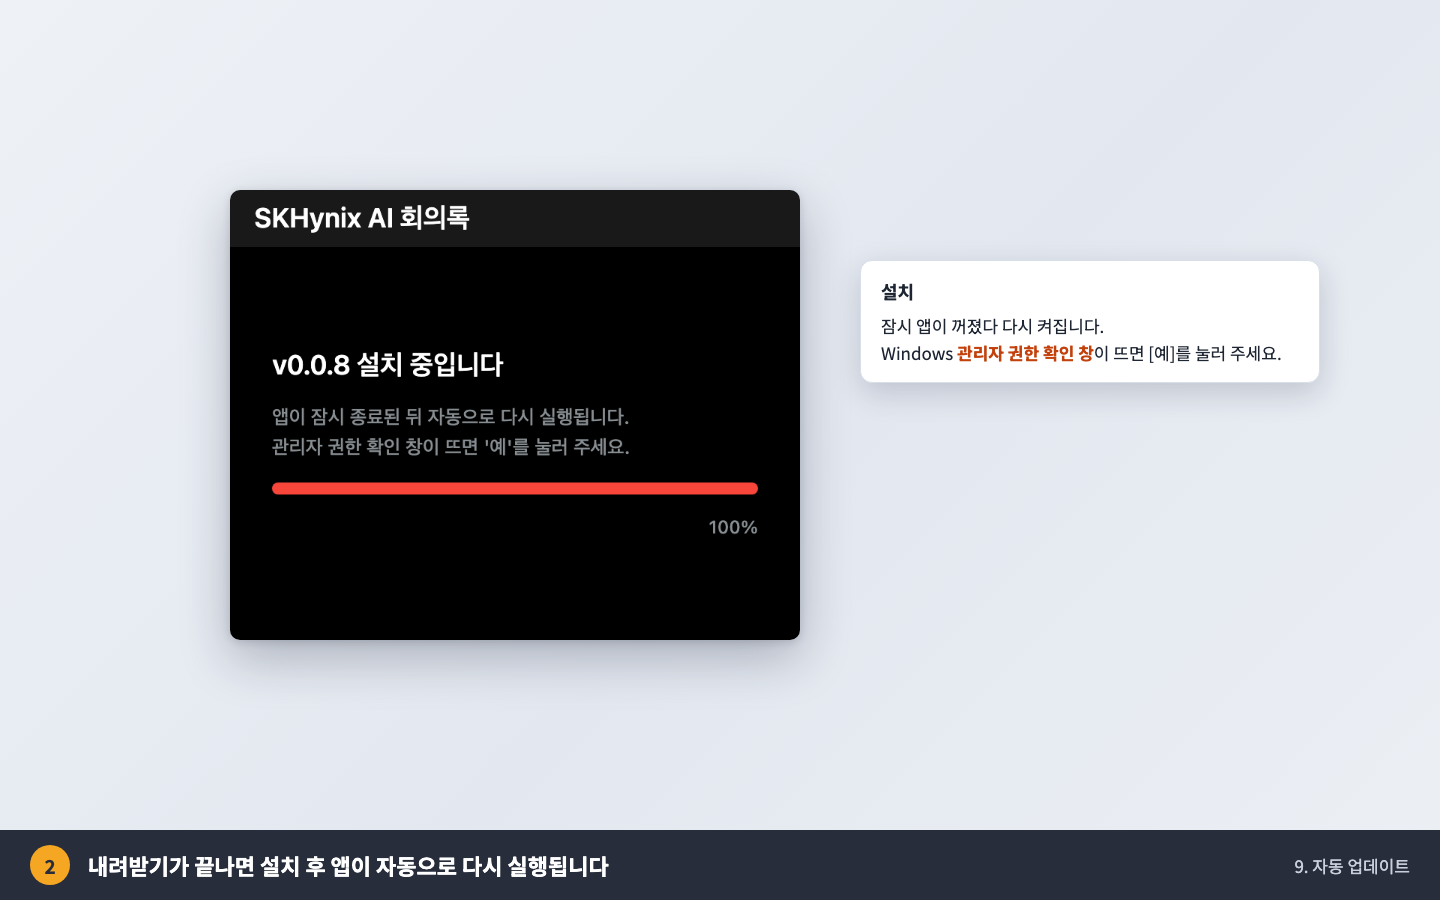 SKHynix AI 회의록
v0.0.8 설치 중입니다
앱이 잠시 종료된 뒤 자동으로 다시 실행됩니다.
관리자 권한 확인 창이 뜨면 '예'를 눌러 주세요.
100%
설치
잠시 앱이 꺼졌다 다시 켜집니다.
Windows 관리자 권한 확인 창이 뜨면 [예]를 눌러 주세요.
2 내려받기가 끝나면 설치 후 앱이 자동으로 다시 실행됩니다
9. 자동 업데이트